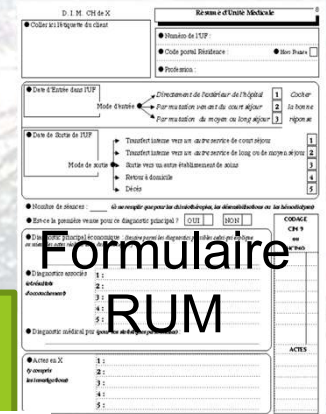 D. I. M. CH de X
Résumé d'Unité Médicale
Coller ici l'étiquette du client
Numéro de l'UF :
Code postal Résidence : Hors France
Profession :
Date d'Entrée dans l'UF
Directement de l'extérieur de l'hôpital 1 Cocher
Mode d'entrée Par mutation venant du court séjour 2 la bonne
Par mutation du moyen ou long séjour 3 réponse
Date de Sortie de l'UF
Transfert interne vers un autre service de court séjour 1
Transfert interne vers un autre service de long ou de moyen séjour 2
Mode de sortie Sortie vers un autre établissement de soins 3
Retour à domicile 4
Décès 5
Nombre de séances :
Est-ce la première venue pour ce diagnostic principal ? OUI NON
CODAGE
Diagnostic principal
Formulaire
Diagnostics associés 1 :
2 :
3 :
4 :
5 :
RUM
Diagnostic médical par
ACTES
Actes en X 1 :
(y compris 2 :
3 :
4 :
5 :